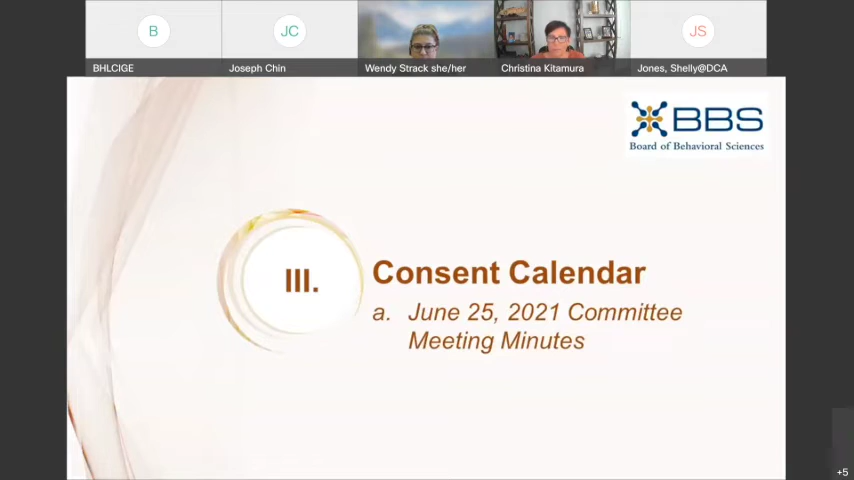 B
JC
JS
BHLCIGE
Joseph Chin
Wendy Strack she/her
Christina Kitamura
Jones, Shelly@DCA
BBS
Board of Behavioral Sciences
III.
Consent Calendar
a. June 25, 2021 Committee
Meeting Minutes
+5